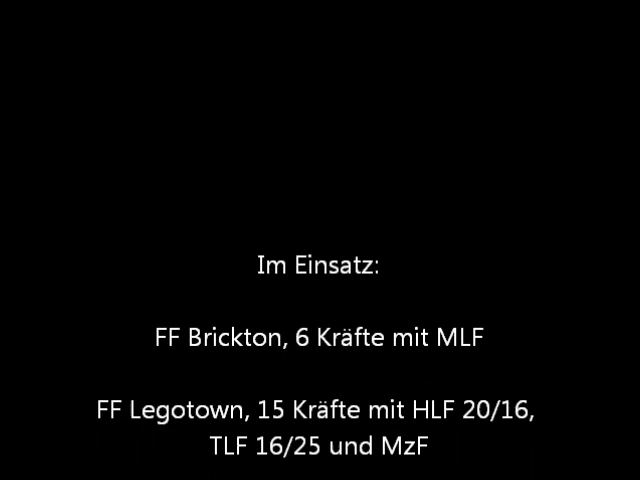 Im Einsatz:
FF Brickton, 6 Kräfte mit MLF
FF Legotown, 15 Kräfte mit HLF 20/16,
TLF 16/25 und MzF